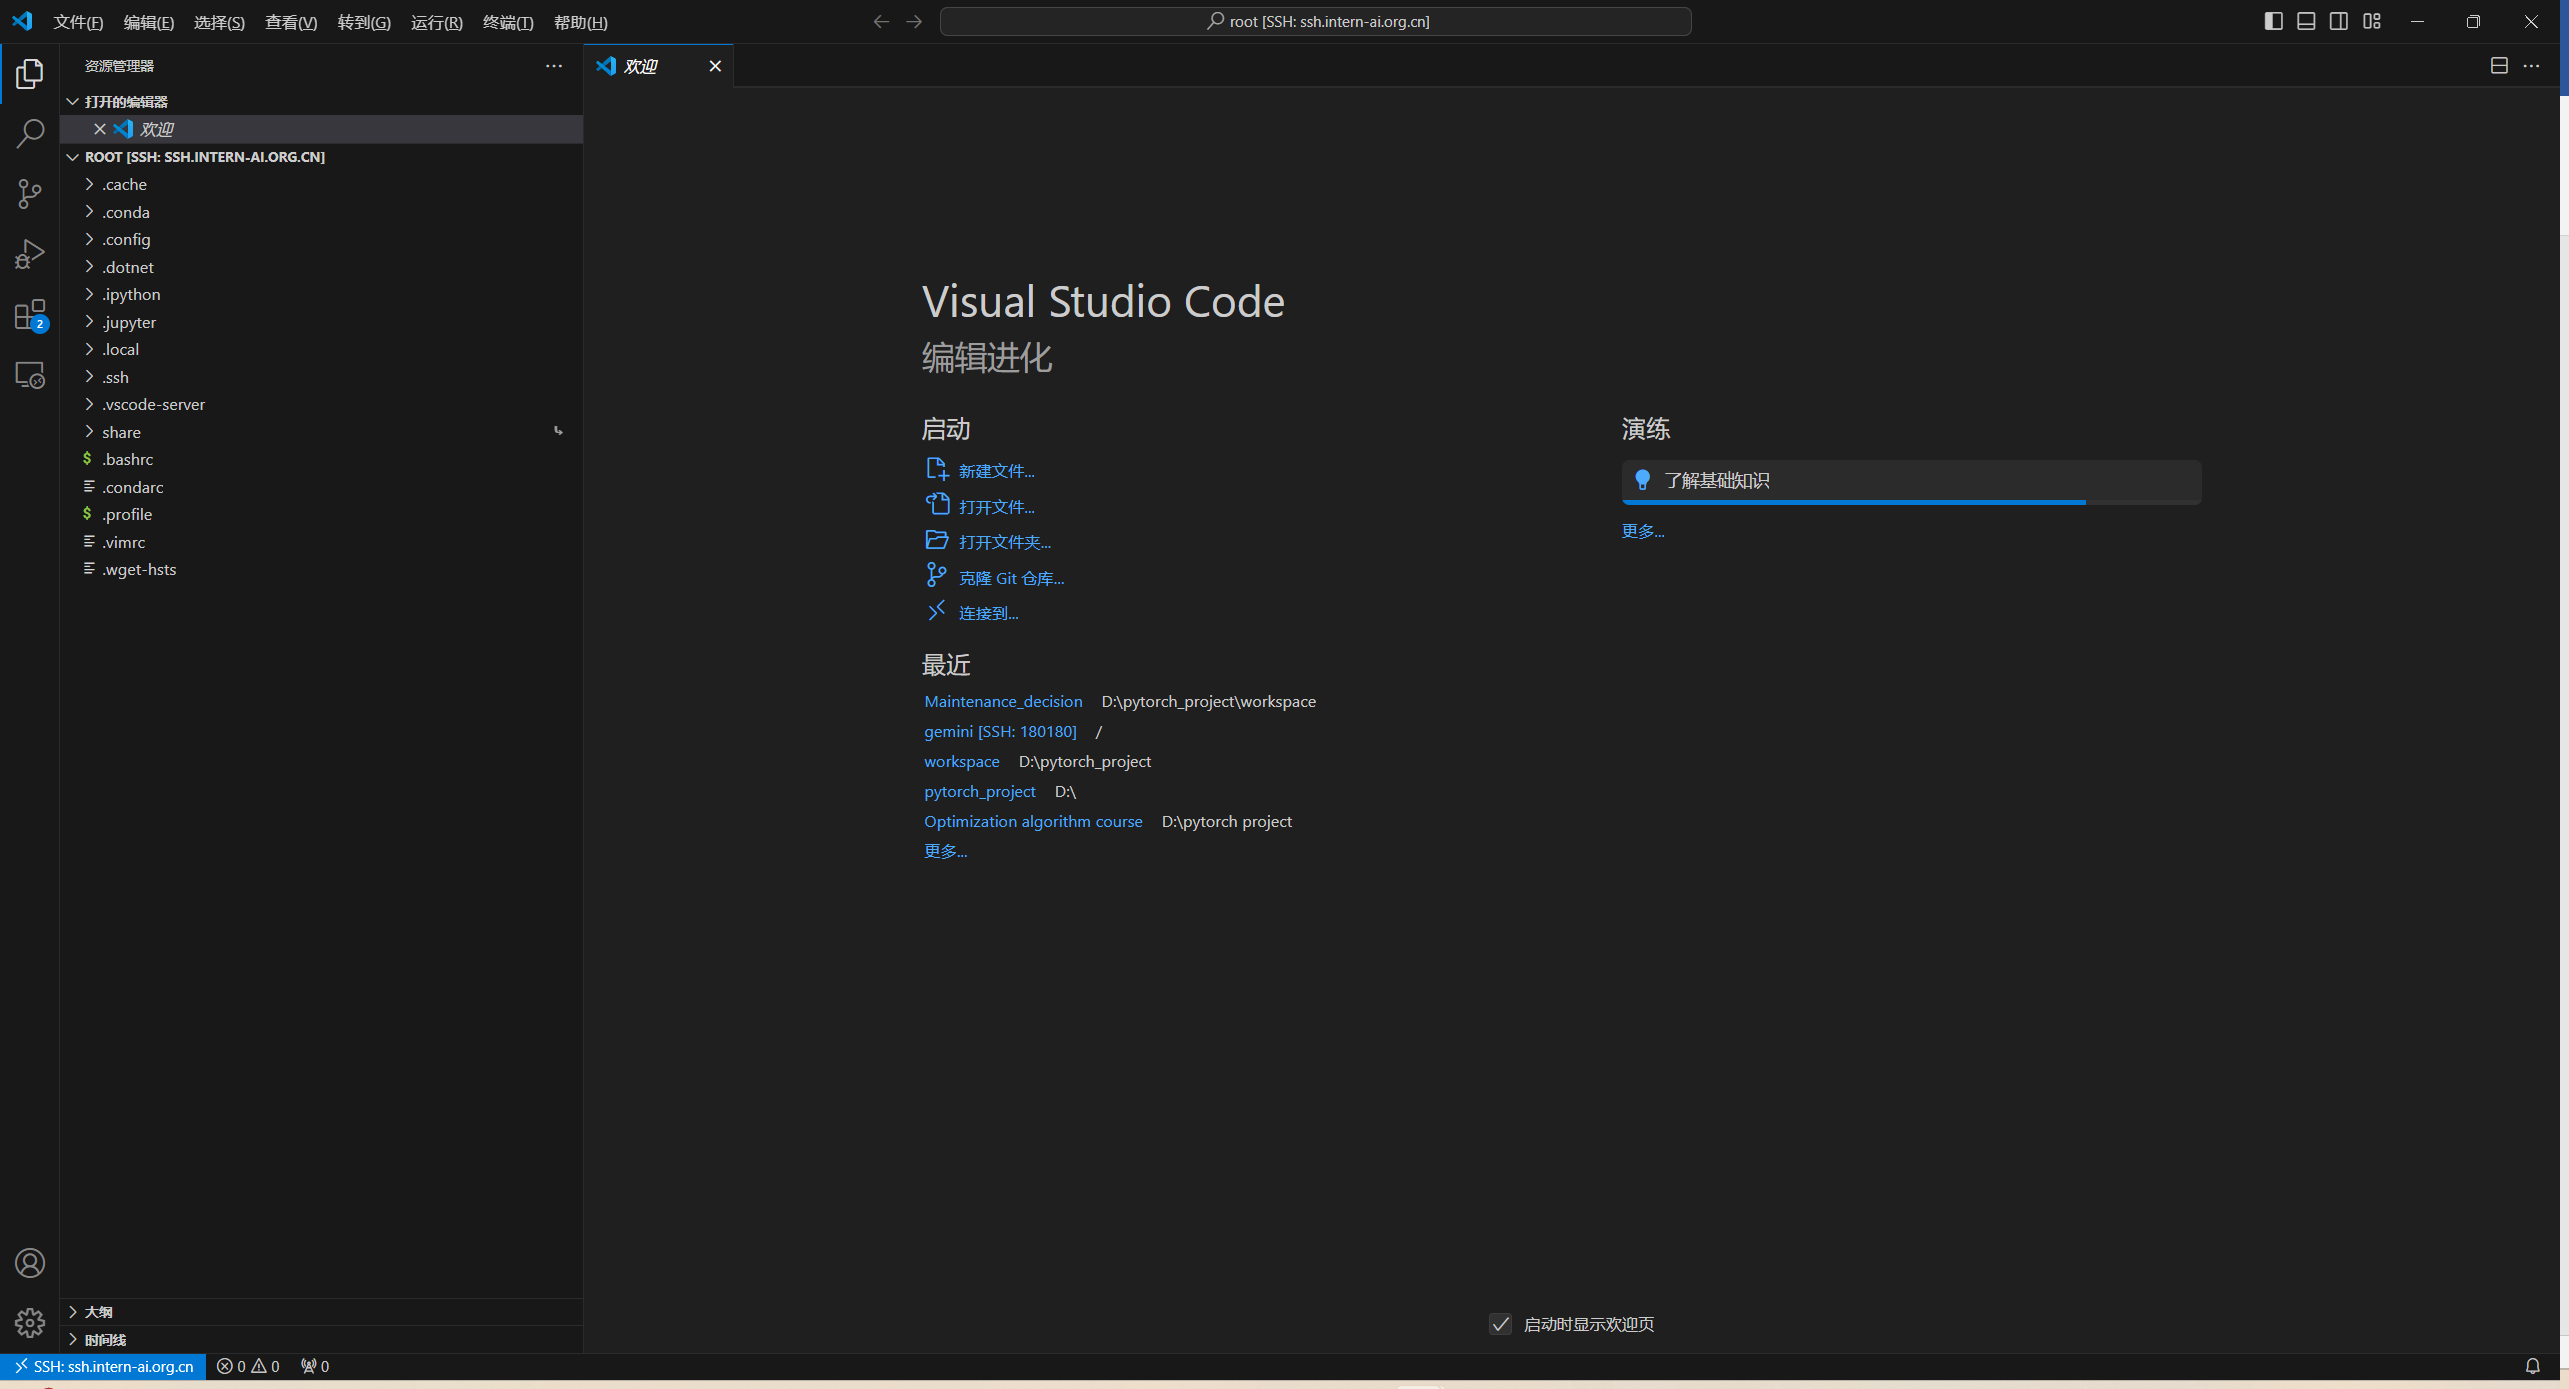 文件(F) 编辑(E) 选择(S) 查看(V) 转到(G) 运行(R) 终端(T) 帮助(H)
root [SSH: ssh.intern-ai.org.cn]
资源管理器
欢迎
打开的编辑器
欢迎
ROOT [SSH: SSH.INTERN-AI.ORG.CN]
.cache
.conda
.config
.dotnet
.ipython
.jupyter
.local
.ssh
.vscode-server
share
$ .bashrc
.condarc
$ .profile
.vimrc
.wget-hsts
2
大纲
时间线
Visual Studio Code
编辑进化
启动
新建文件...
打开文件...
打开文件夹...
克隆 Git 仓库...
连接到...
最近
Maintenance_decision D:\pytorch_project\workspace
gemini [SSH: 180180] /
workspace D:\pytorch_project
pytorch_project D:\
Optimization algorithm course D:\pytorch project
更多...
演练
了解基础知识
更多...
启动时显示欢迎页
SSH: ssh.intern-ai.org.cn 0 0 0